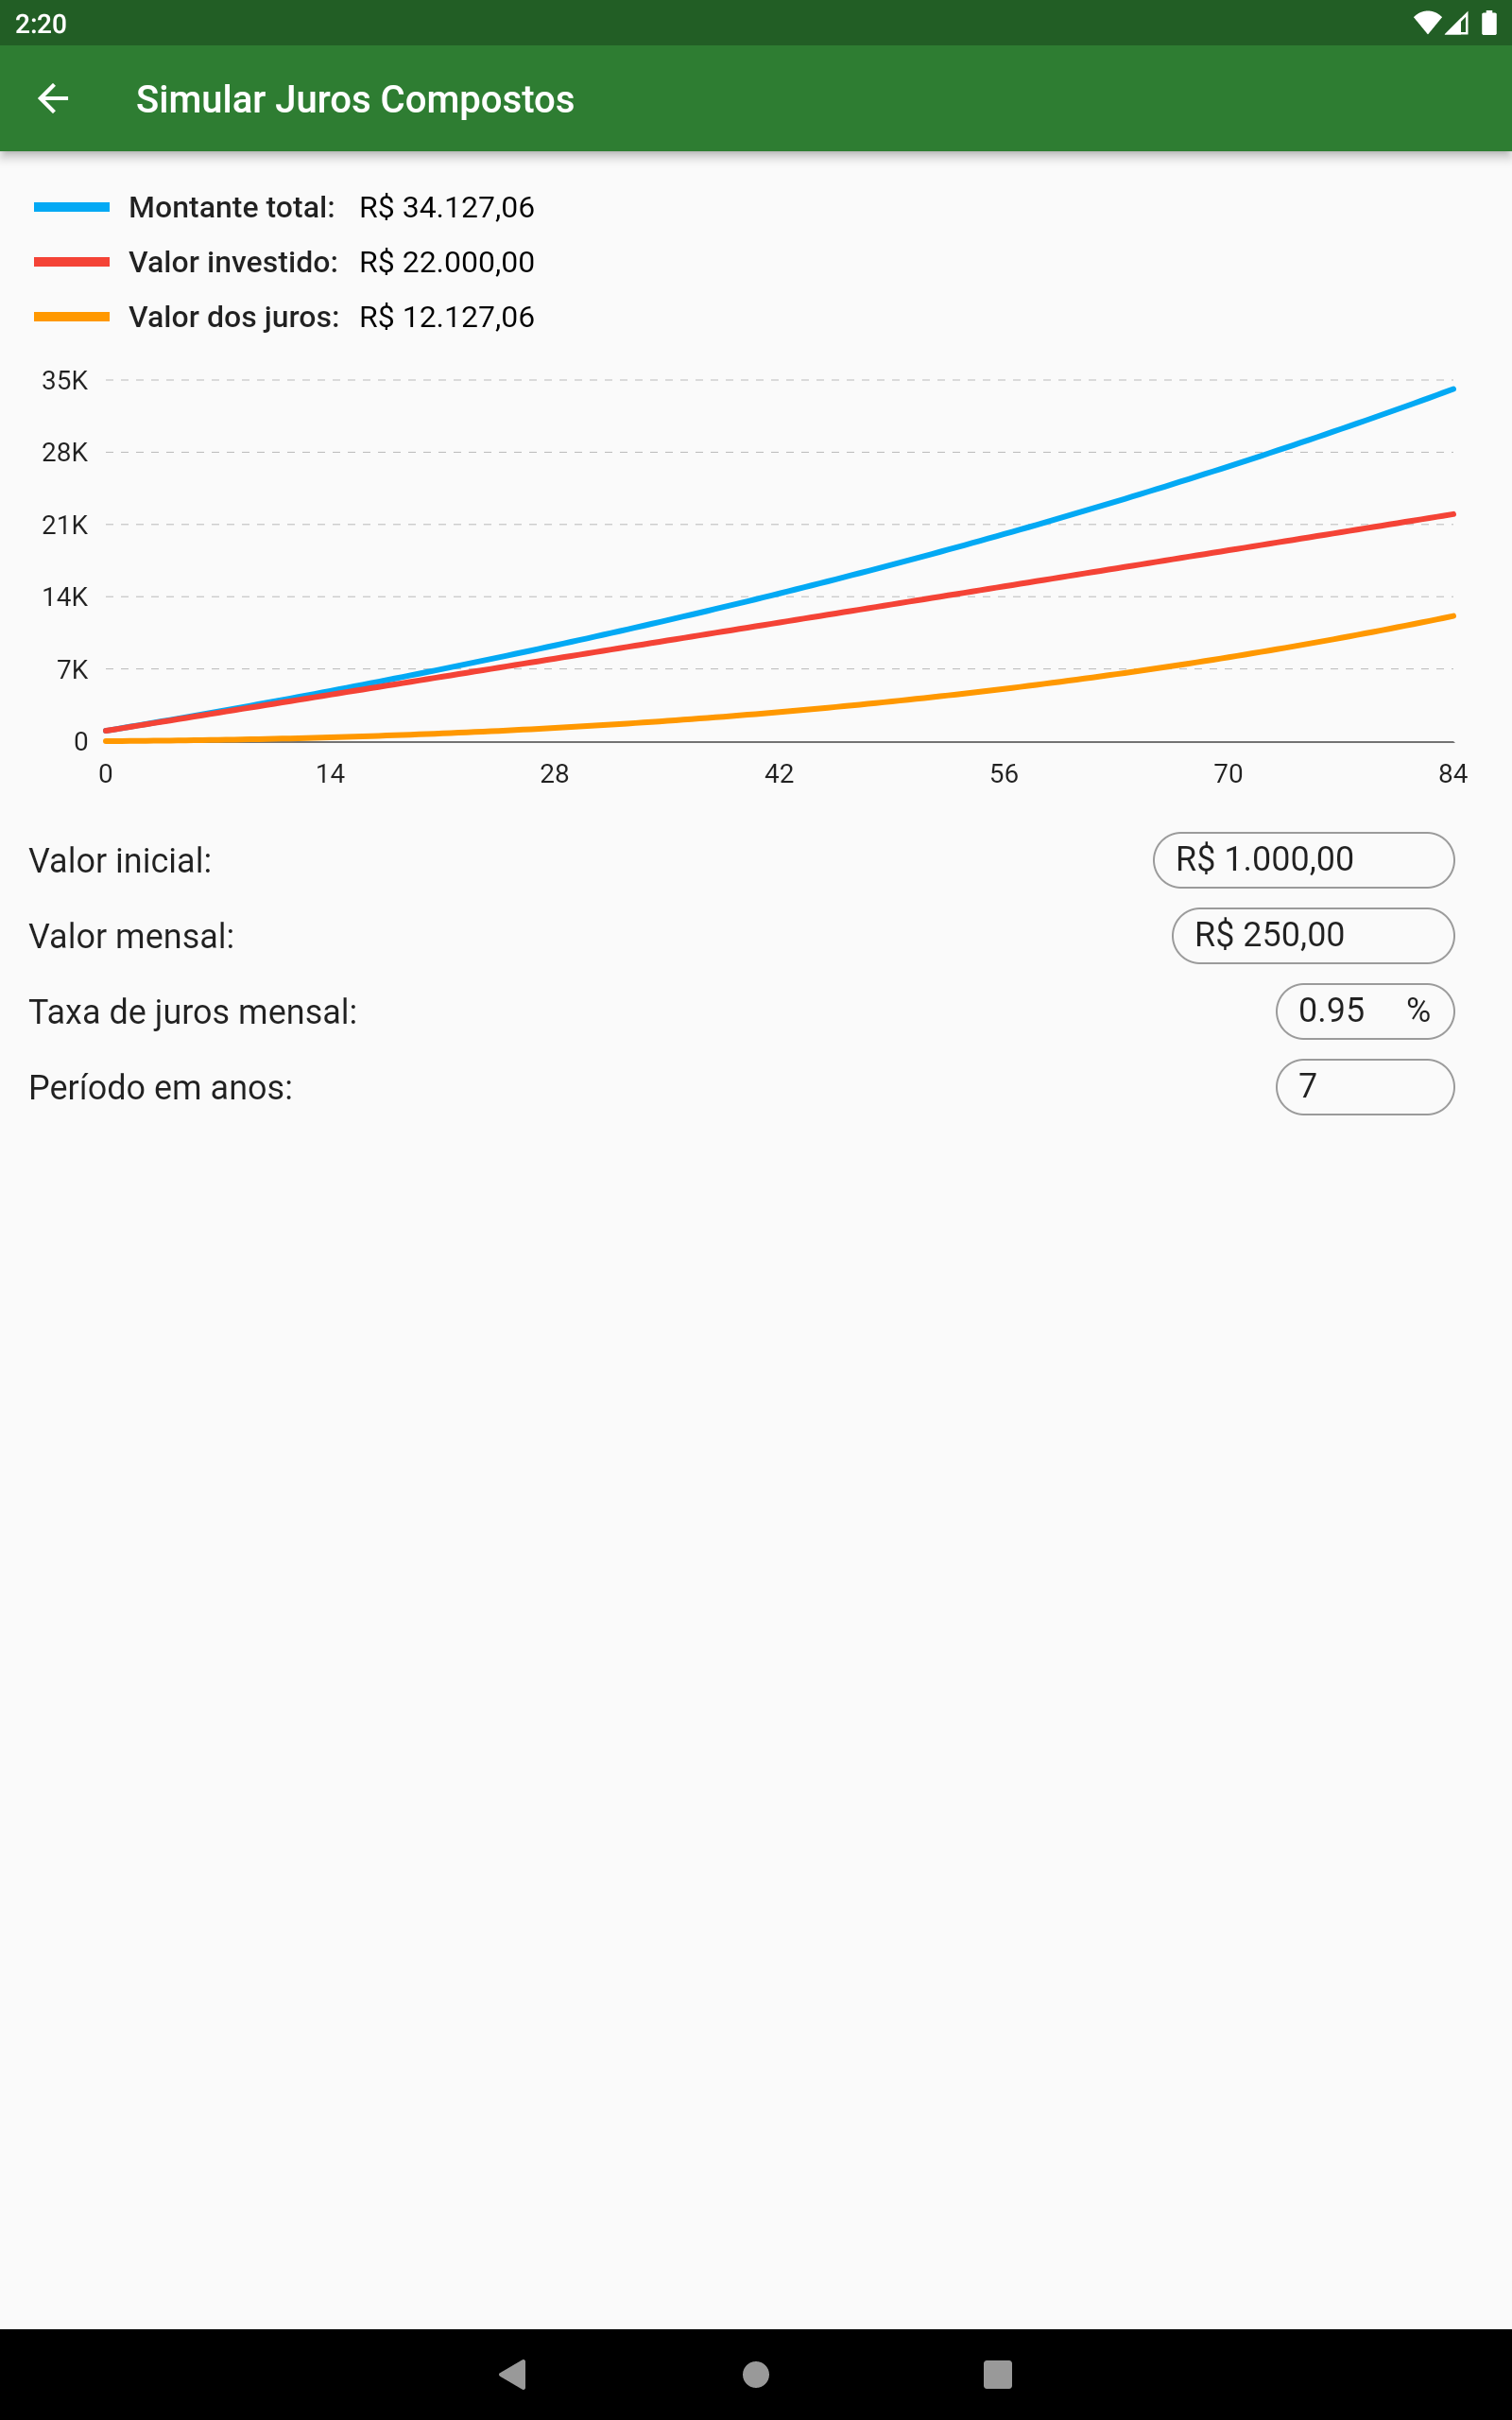 2:20
Simular Juros Compostos
Montante total: R$ 34.127,06
Valor investido: R$ 22.000,00
Valor dos juros: R$ 12.127,06
35K
28K
21K
14K
7K
0
0 14 28 42 56 70 84
Valor inicial: R$ 1.000,00
Valor mensal: R$ 250,00
Taxa de juros mensal: 0.95 %
Período em anos: 7